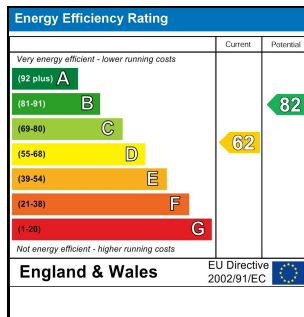 Energy Efficiency Rating
Current Potential
Very energy efficient - lower running costs
(92 plus) A
(81-91) B
(69-80) C
(55-68) D
(39-54) E
(21-38) F
(1-20) G
62
82
Not energy efficient - higher running costs
England & Wales
EU Directive
2002/91/EC